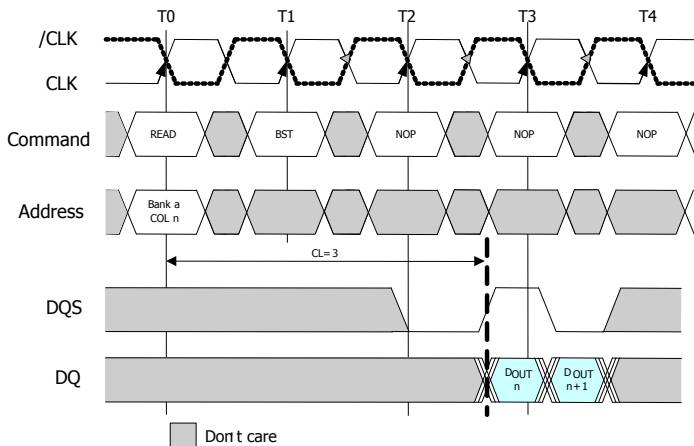 T0 T1 T2 T3 T4
/CLK
CLK
Command READ BST NOP NOP NOP
Address Bank a
COL n
CL=3
DQS
DQ DOUT
n DOUT
n+1
Don't care